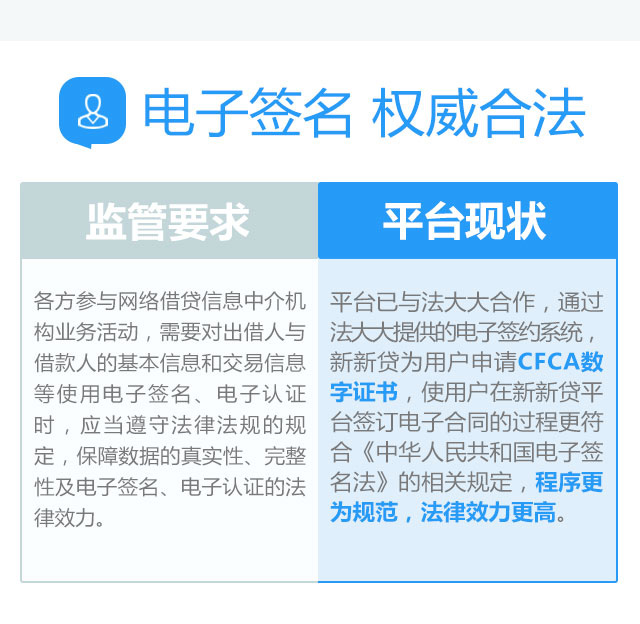 电子签名 权威合法
监管要求
各方参与网络借贷信息中介机
构业务活动，需要对出借人与
借款人的基本信息和交易信息
等使用电子签名、电子认证
时，应当遵守法律法规的规
定，保障数据的真实性、完整
性及电子签名、电子认证的法
律效力。
平台现状
平台已与法大大合作，通过
法大大提供的电子签约系统，
新新贷为用户申请CFCA数
字证书，使用户在新新贷平
台签订电子合同的过程更符
合《中华人民共和国电子签
名法》的相关规定，程序更
为规范，法律效力更高。